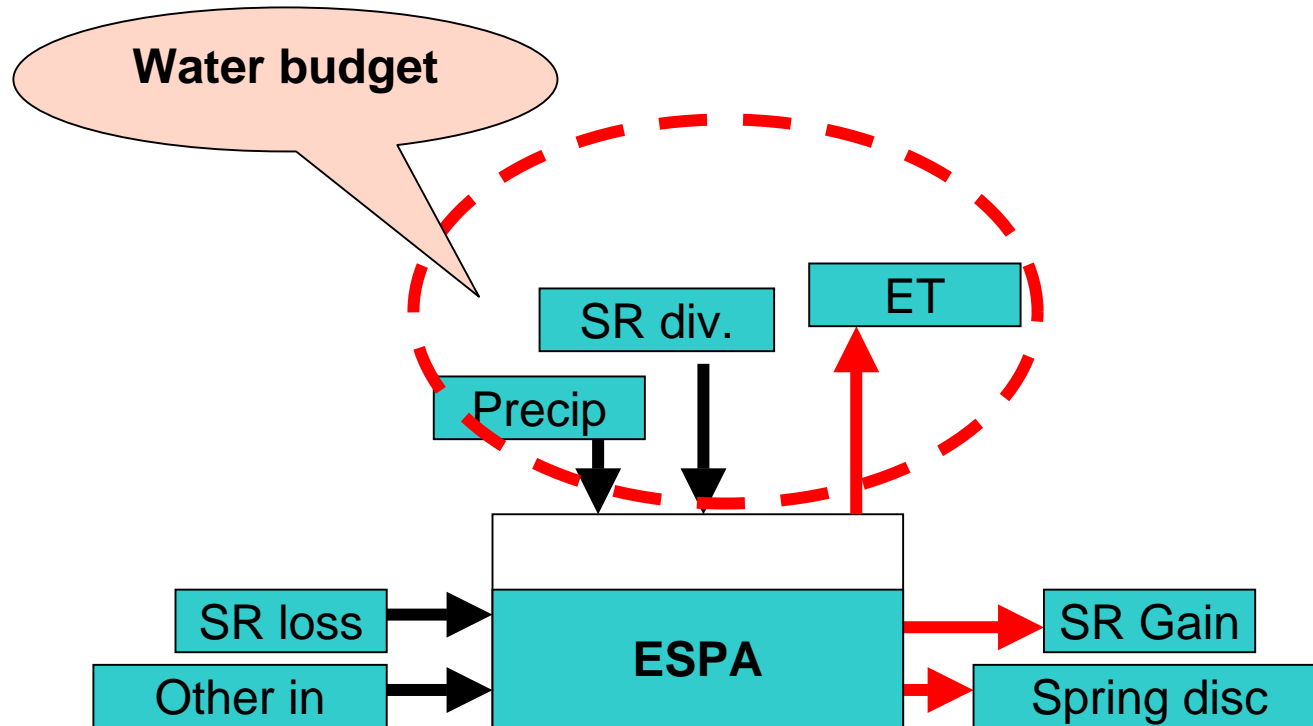 Water budget
ET
SR div.
Precip
SR loss
ESPA
SR Gain
Other in
Spring disc